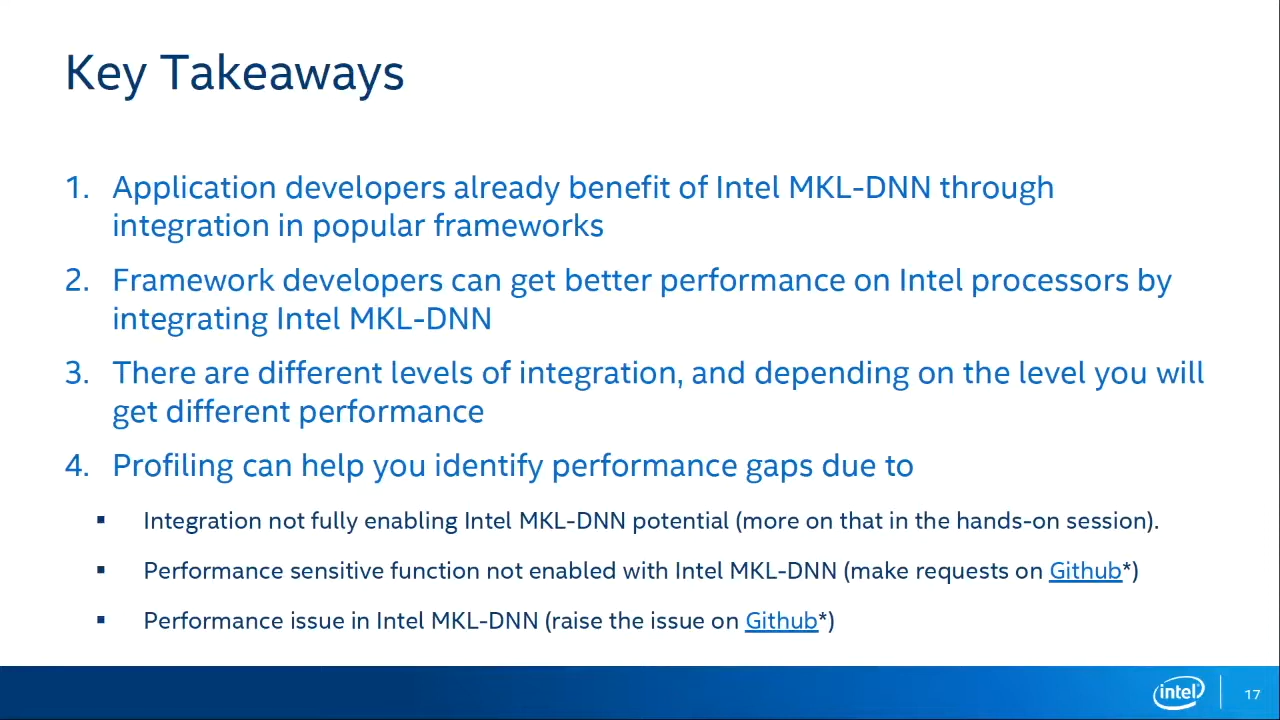 Key Takeaways
1. Application developers already benefit of Intel MKL-DNN through
integration in popular frameworks
2. Framework developers can get better performance on Intel processors by
integrating Intel MKL-DNN
3. There are different levels of integration, and depending on the level you will
get different performance
4. Profiling can help you identify performance gaps due to
▪ Integration not fully enabling Intel MKL-DNN potential (more on that in the hands-on session).
▪ Performance sensitive function not enabled with Intel MKL-DNN (make requests on Github*)
▪ Performance issue in Intel MKL-DNN (raise the issue on Github*)
intel 17